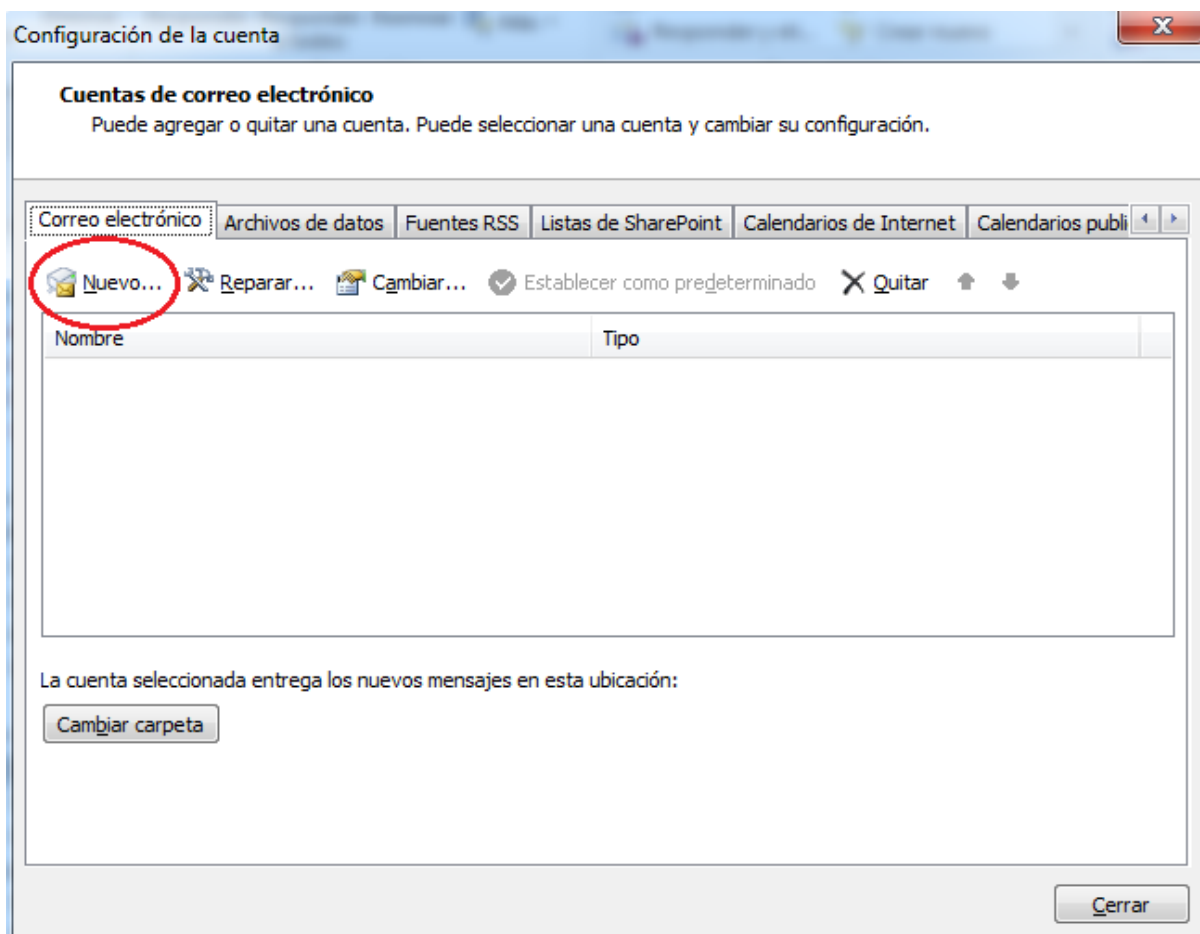 Configuración de la cuenta
Cuentas de correo electrónico
Puede agregar o quitar una cuenta. Puede seleccionar una cuenta y cambiar su configuración.
Correo electrónico Archivos de datos Fuentes RSS Listas de SharePoint Calendarios de Internet Calendarios publi
Nuevo... Reparar... Cambiar... Establecer como predeterminado Quitar
Nombre Tipo
La cuenta seleccionada entrega los nuevos mensajes en esta ubicación:
Cambiar carpeta
Cerrar